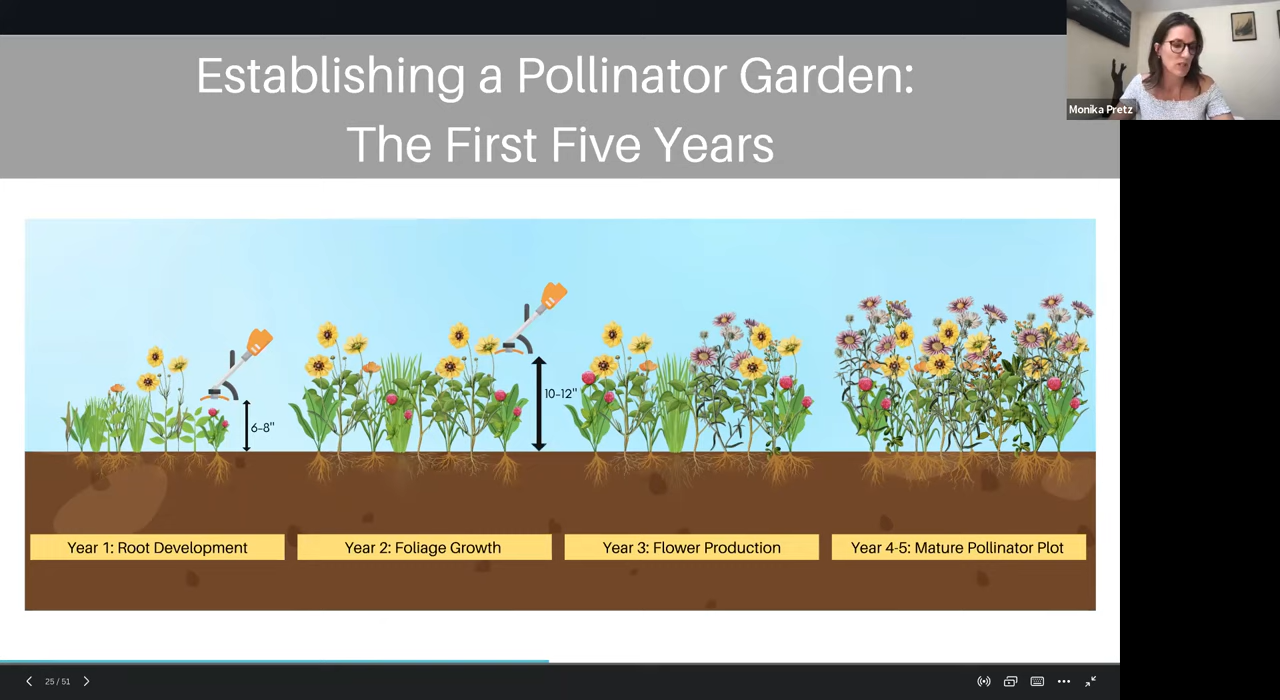 Establishing a Pollinator Garden:
The First Five Years
Monika Pretz
6-8"
10-12"
Year 1: Root Development
Year 2: Foliage Growth
Year 3: Flower Production
Year 4-5: Mature Pollinator Plot
25 / 51